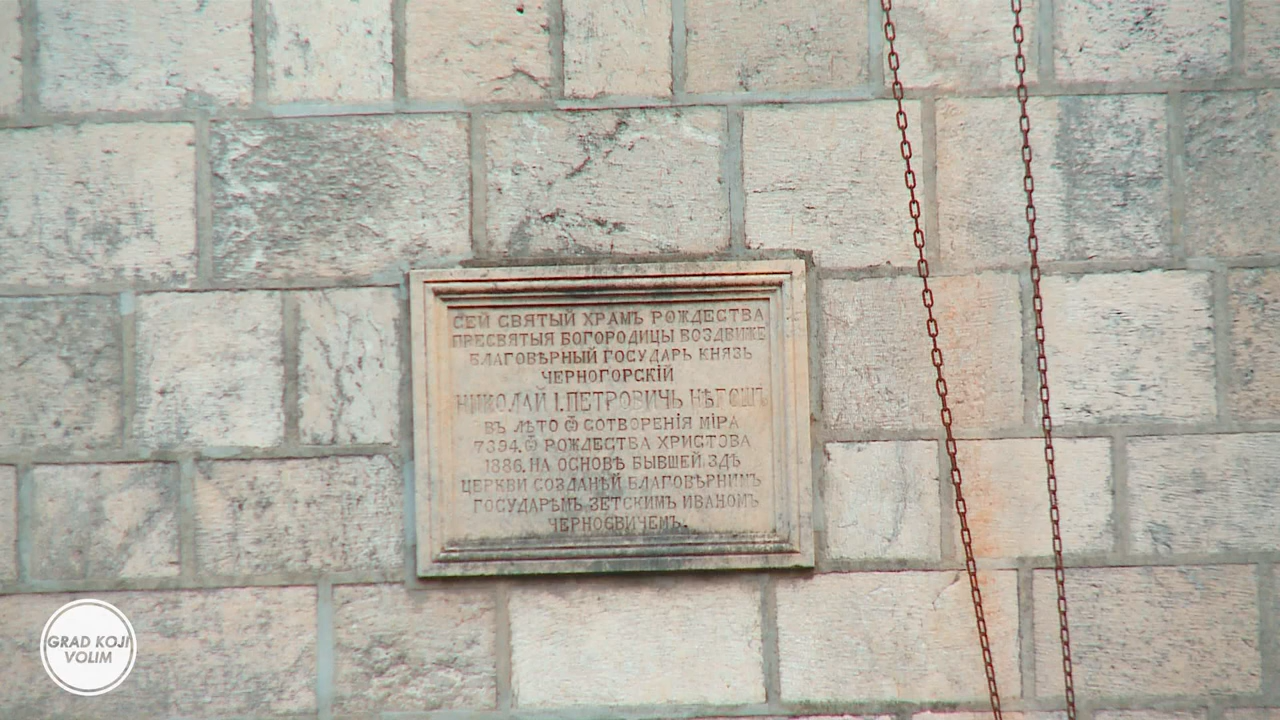 СЕЙ СВЯТЫЙ ХРАМЪ РОЖДЕСТВА
ПРЕСВЯТЫЯ БОГОРОДИЦЫ ВОЗДВИЖЕ
БЛАГОВѢРНЫЙ ГОСУДАРЬ КНЯЗЬ
ЧЕРНОГОРСКІЙ
НИКОЛАЙ І. ПЕТРОВИЧЬ НѢГОШЪ
ВЪ ЛѢТО Ѿ СОТВОРЕНІЯ МІРА
7394. Ѿ РОЖДЕСТВА ХРИСТОВА
1886. НА ОСНОВѢ БЫВШЕЙ ЗДѢ
ЦЕРКВИ СОЗДАНѢЙ БЛАГОВѢРНИМЪ
ГОСУДАРЕМЪ ЗЕТСКИМЪ ИВАНОМЪ
ЧЕРНОЕВИЧЕМЪ.
GRAD KOJI
VOLIM